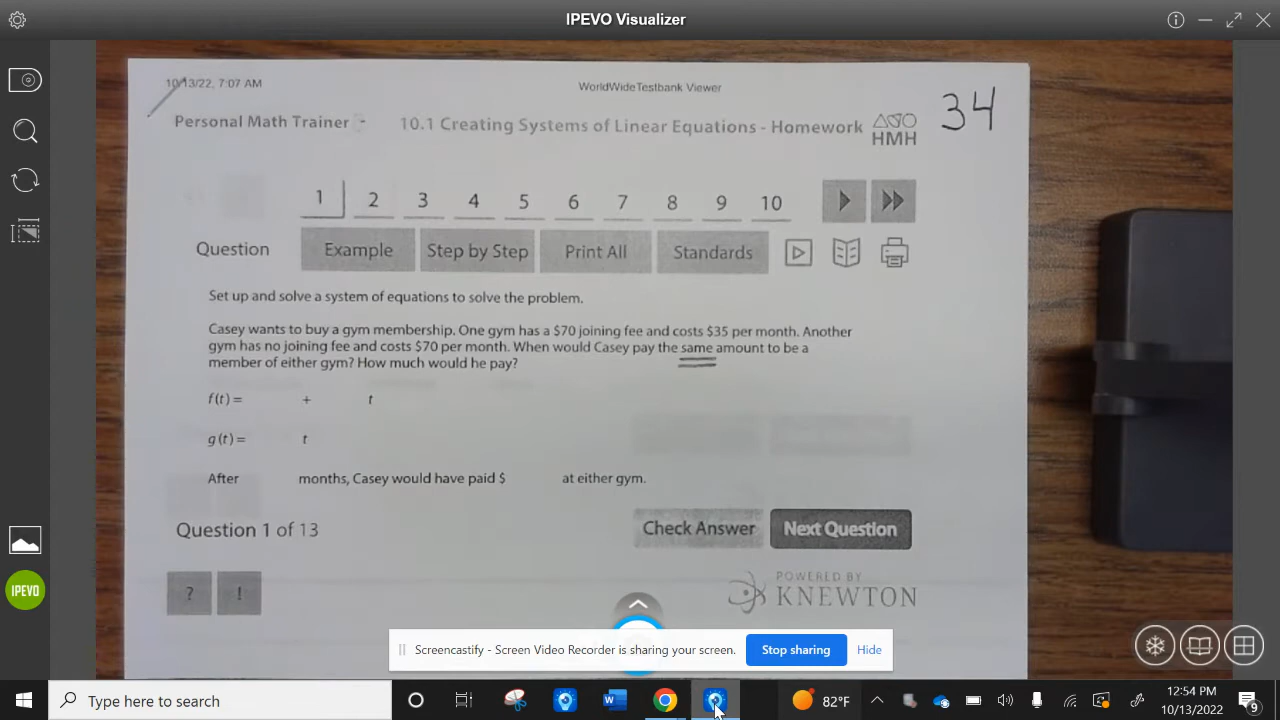 IPEVO Visualizer
10/13/22, 7:07 AM
WorldWideTestbank Viewer
34
Personal Math Trainer -
10.1 Creating Systems of Linear Equations - Homework
HMH
1 2 3 4 5 6 7 8 9 10
Question Example Step by Step Print All Standards
Set up and solve a system of equations to solve the problem.
Casey wants to buy a gym membership. One gym has a $70 joining fee and costs $35 per month. Another
gym has no joining fee and costs $70 per month. When would Casey pay the same amount to be a
member of either gym? How much would he pay?
f(t) = + t
g(t) = t
After months, Casey would have paid $ at either gym.
Question 1 of 13
Check Answer Next Question
? !
POWERED BY
KNEWTON
IPEVO
Screencastify - Screen Video Recorder is sharing your screen. Stop sharing Hide
Type here to search
82°F
12:54 PM
10/13/2022
9